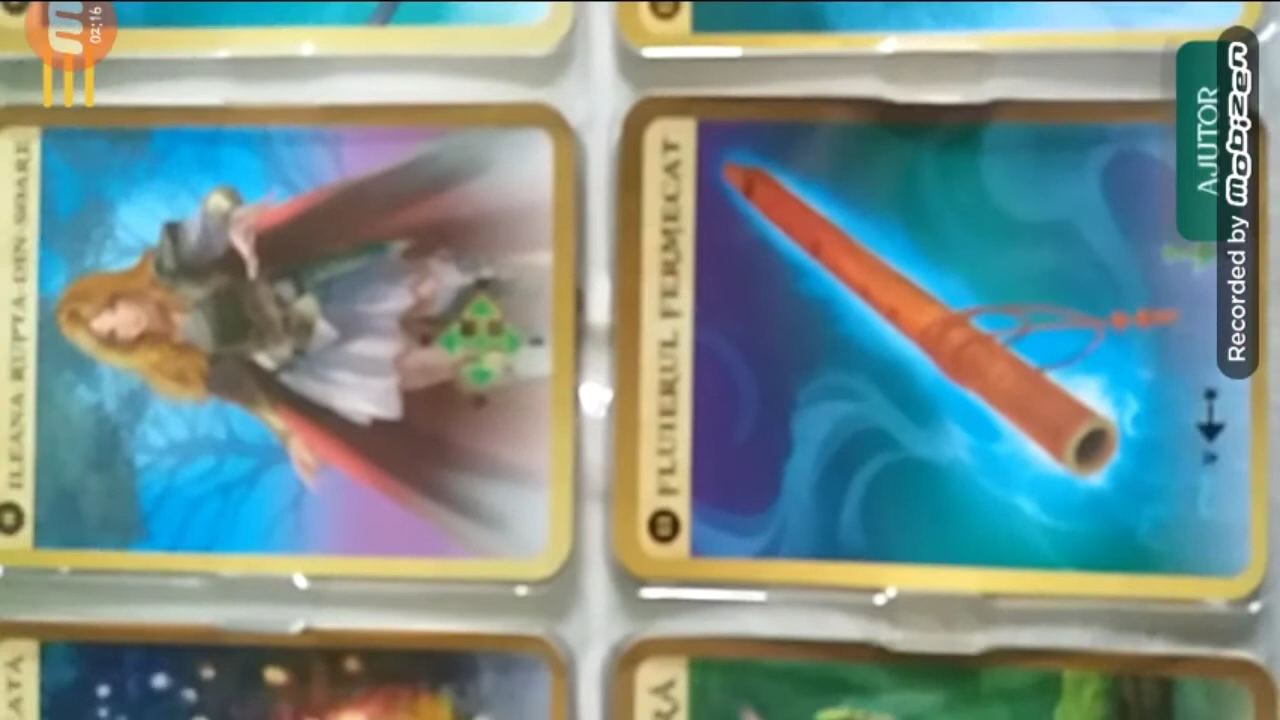 02:16
ILEANA RUPTA-DIN-SOARE
FLUIERUL FERMECAT
AJUTOR
Recorded by mobizen